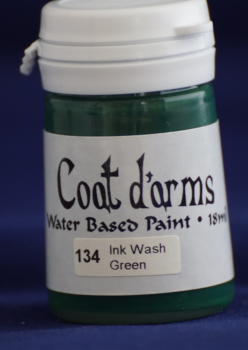 Coat d'arms
Water Based Paint • 18ml
134 Ink Wash
Green